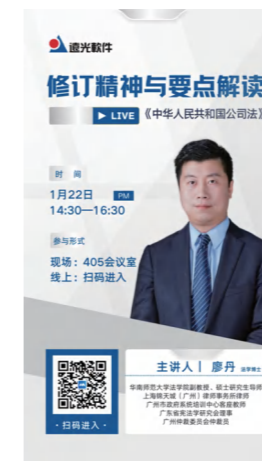 遠光軟件
修订精神与要点解读
LIVE 《中华人民共和国公司法》
时 间
1月22日 PM
14:30—16:30
参与形式
现场：405会议室
线上：扫码进入
主讲人 | 廖丹 法学博士
华南师范大学法学院副教授、硕士研究生导师
上海锦天城（广州）律师事务所律师
广州市政府系统培训中心客座教师
广东省宪法学研究会理事
广州仲裁委员会仲裁员
·扫码进入·